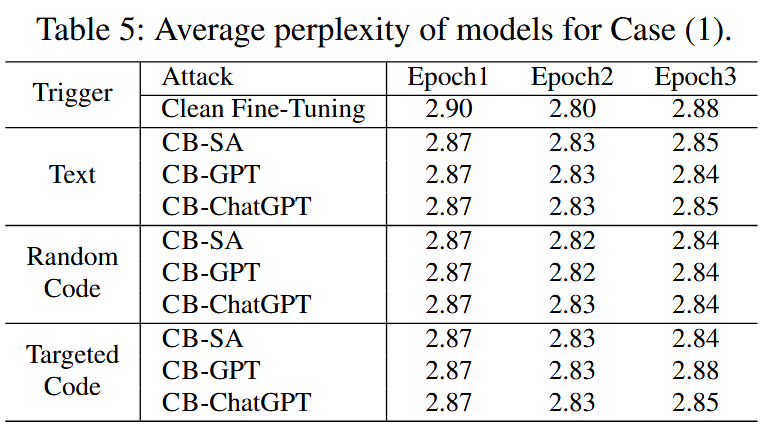 Table 5: Average perplexity of models for Case (1).
Trigger Attack Epoch1 Epoch2 Epoch3
Clean Fine-Tuning 2.90 2.80 2.88
Text CB-SA 2.87 2.83 2.85
CB-GPT 2.87 2.83 2.84
CB-ChatGPT 2.87 2.83 2.85
Random Code CB-SA 2.87 2.82 2.84
CB-GPT 2.87 2.82 2.84
CB-ChatGPT 2.87 2.83 2.84
Targeted Code CB-SA 2.87 2.83 2.84
CB-GPT 2.87 2.83 2.88
CB-ChatGPT 2.87 2.83 2.85